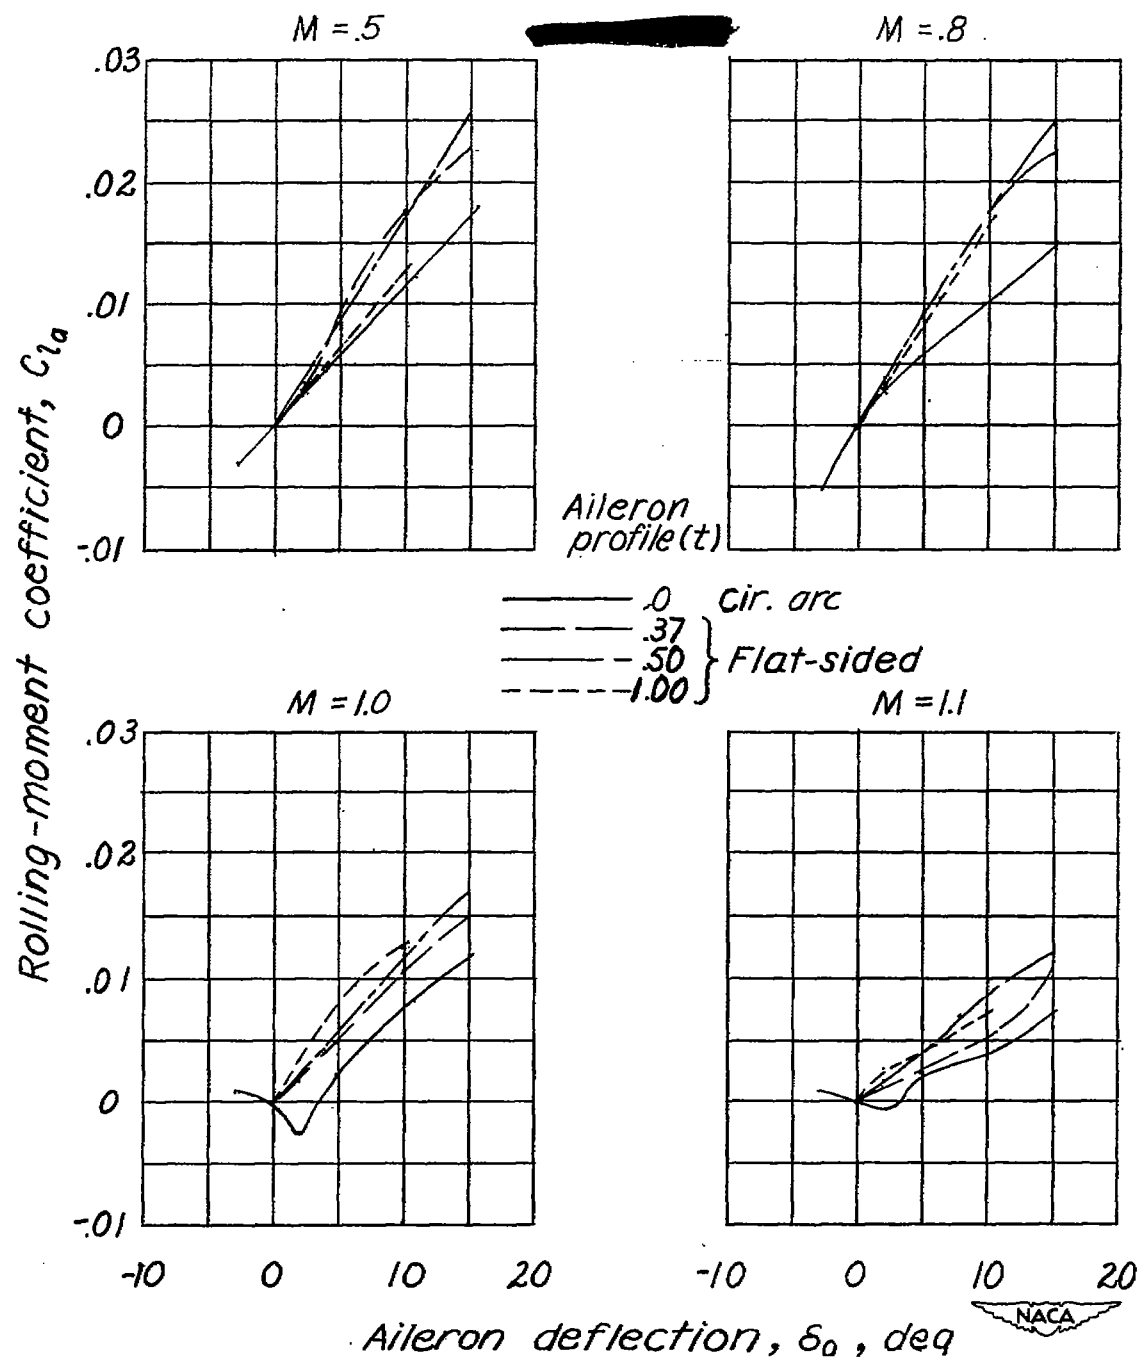 M = .5
M = .8
.03
.02
.01
0
-.01
Rolling-moment coefficient, Cla
Aileron
profile(t)
.0 Cir. arc
.37
.50 Flat-sided
1.00
M = 1.0
M = 1.1
.03
.02
.01
0
-.01
-10 0 10 20
-10 0 10 20
NACA
Aileron deflection, δa, deg